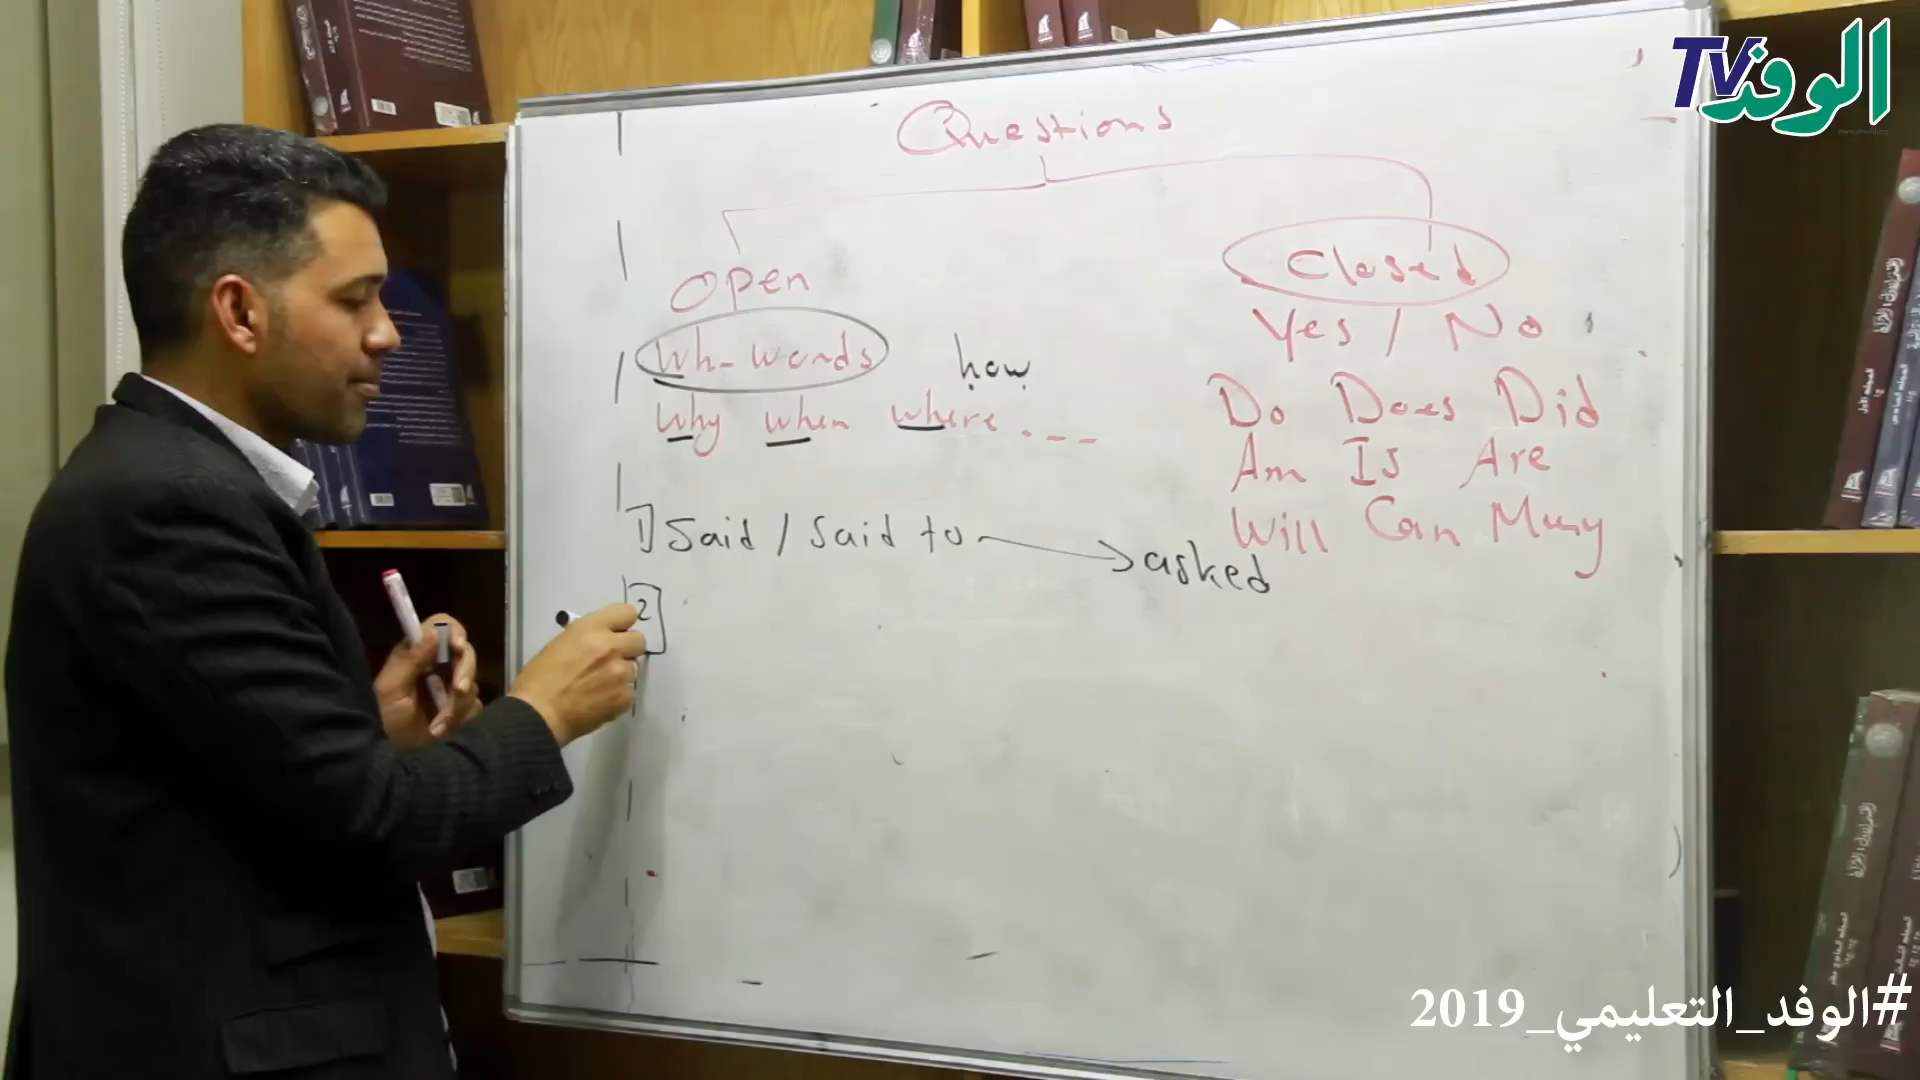 الوفد TV
Questions
Open
Closed
Wh-words
how
Yes / No
Why when where . - - -
Do Does Did
Am Is Are
Will Can May
1] Said / Said to → asked
2
#الوفد_التعليمي_2019